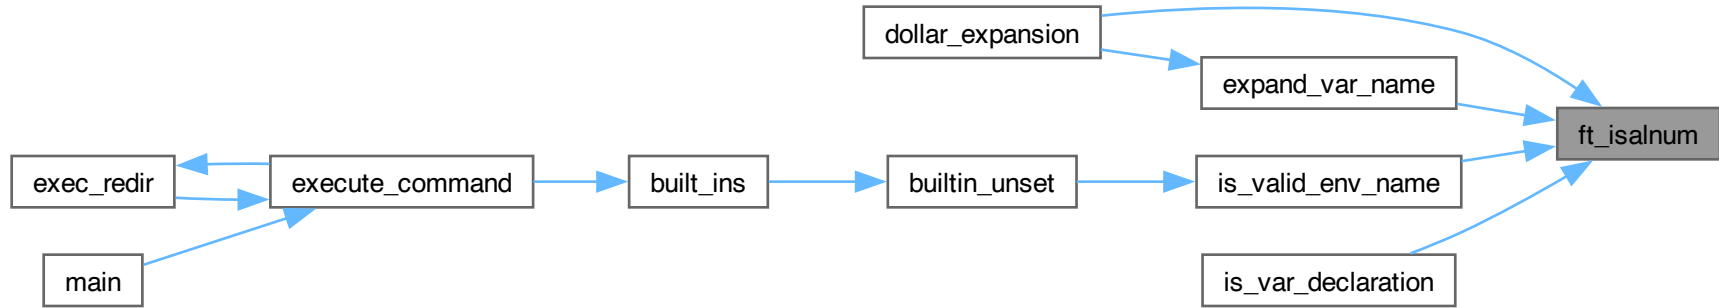 dollar_expansion
expand_var_name
ft_isalnum
exec_redir
execute_command
built_ins
builtin_unset
is_valid_env_name
main
is_var_declaration